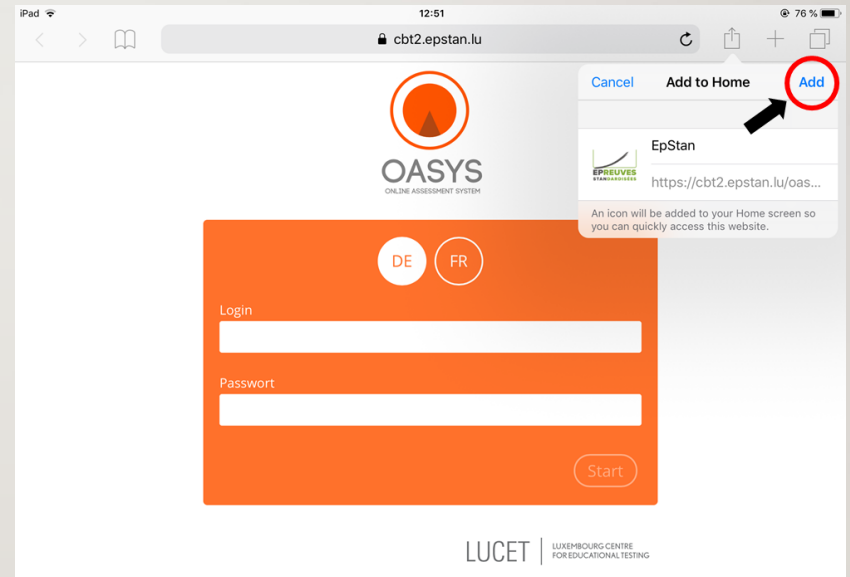 iPad
12:51
76 %
cbt2.epstan.lu
Cancel
Add to Home
Add
EPREUVES
STANDARDISÉES
EpStan
https://cbt2.epstan.lu/oas...
An icon will be added to your Home screen so
you can quickly access this website.
OASYS
ONLINE ASSESSMENT SYSTEM
DE
FR
Login
Passwort
Start
LUCET
LUXEMBOURG CENTRE
FOR EDUCATIONAL TESTING